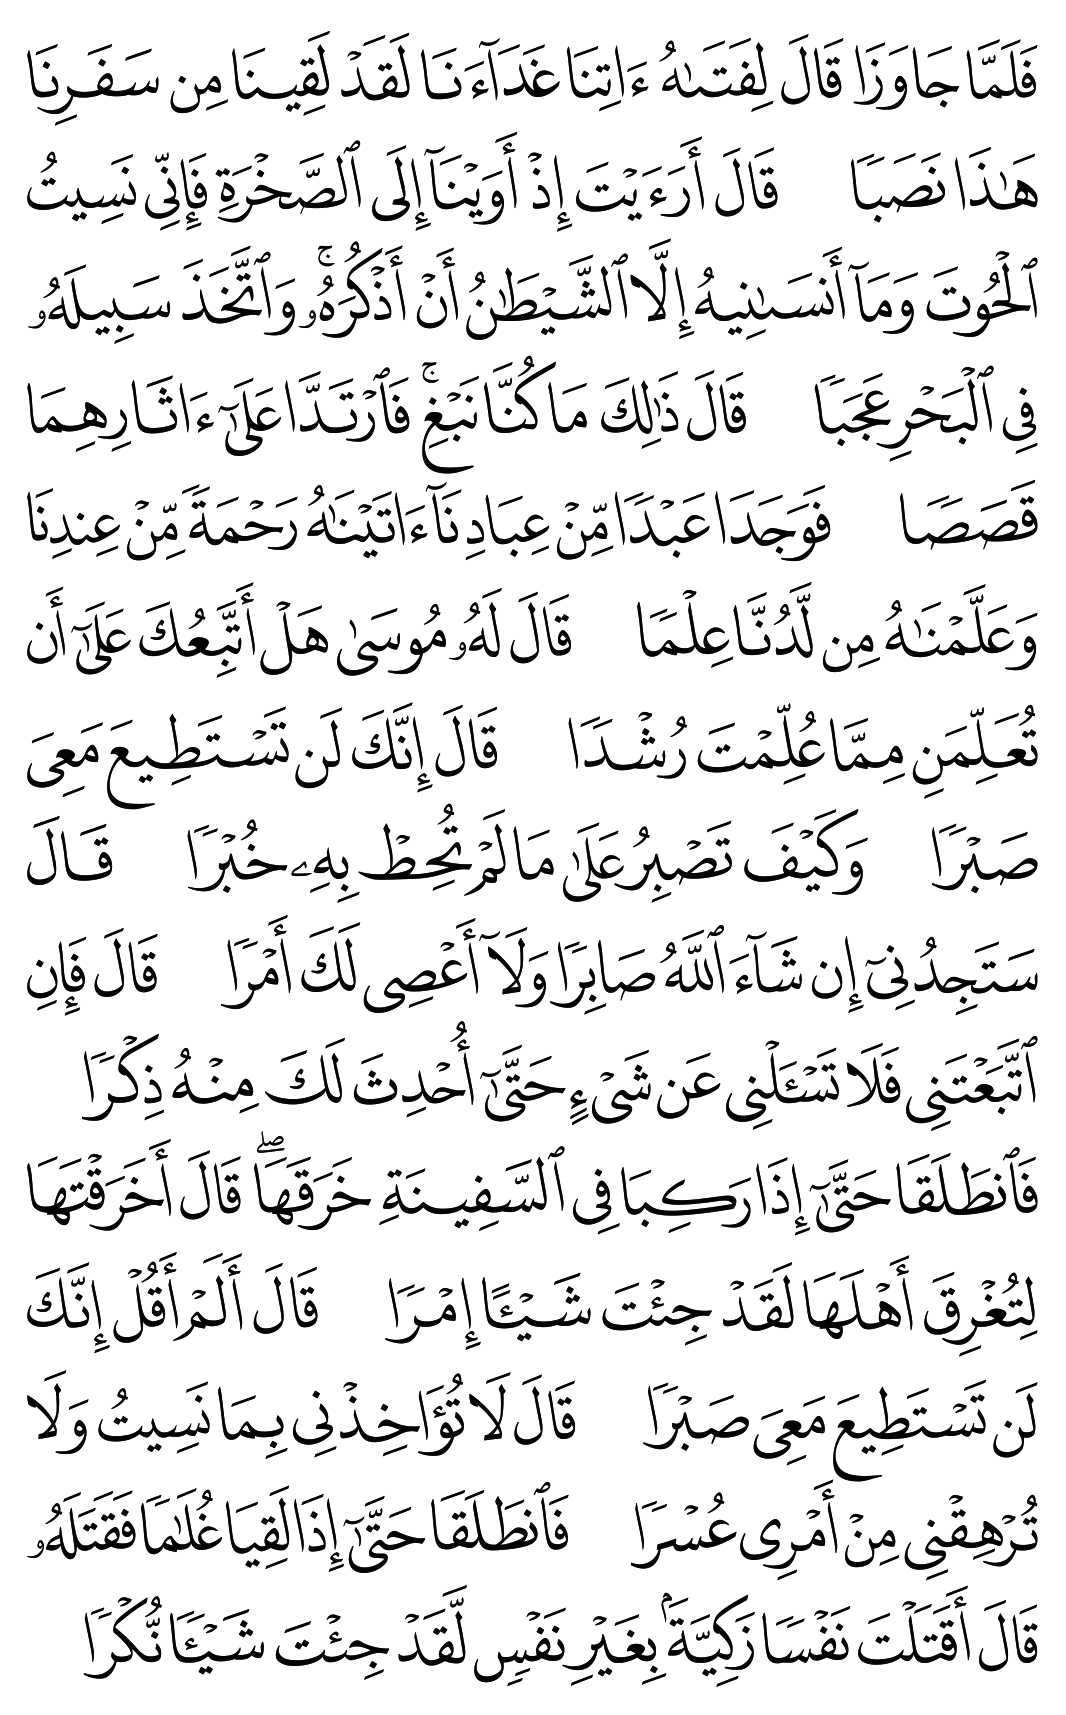 فَلَمَّا جَاوَزَا قَالَ لِفَتَىٰهُ ءَاتِنَا غَدَآءَنَا لَقَدۡ لَقِينَا مِن سَفَرِنَا
هَٰذَا نَصَبٗا قَالَ أَرَءَيۡتَ إِذۡ أَوَيۡنَآ إِلَى ٱلصَّخۡرَةِ فَإِنِّي نَسِيتُ
ٱلۡحُوتَ وَمَآ أَنسَىٰنِيهُ إِلَّا ٱلشَّيۡطَٰنُ أَنۡ أَذۡكُرَهُۥۚ وَٱتَّخَذَ سَبِيلَهُۥ
فِي ٱلۡبَحۡرِ عَجَبٗا قَالَ ذَٰلِكَ مَا كُنَّا نَبۡغِۚ فَٱرۡتَدَّا عَلَىٰٓ ءَاثَارِهِمَا
قَصَصٗا فَوَجَدَا عَبۡدٗا مِّنۡ عِبَادِنَآ ءَاتَيۡنَٰهُ رَحۡمَةٗ مِّنۡ عِندِنَا
وَعَلَّمۡنَٰهُ مِن لَّدُنَّا عِلۡمٗا قَالَ لَهُۥ مُوسَىٰ هَلۡ أَتَّبِعُكَ عَلَىٰٓ أَن
تُعَلِّمَنِ مِمَّا عُلِّمۡتَ رُشۡدٗا قَالَ إِنَّكَ لَن تَسۡتَطِيعَ مَعِيَ
صَبۡرٗا وَكَيۡفَ تَصۡبِرُ عَلَىٰ مَا لَمۡ تُحِطۡ بِهِۦ خُبۡرٗا قَالَ
سَتَجِدُنِيٓ إِن شَآءَ ٱللَّهُ صَابِرٗا وَلَآ أَعۡصِي لَكَ أَمۡرٗا قَالَ فَإِنِ
ٱتَّبَعۡتَنِي فَلَا تَسۡـَٔلۡنِي عَن شَيۡءٍ حَتَّىٰٓ أُحۡدِثَ لَكَ مِنۡهُ ذِكۡرٗا
فَٱنطَلَقَا حَتَّىٰٓ إِذَا رَكِبَا فِي ٱلسَّفِينَةِ خَرَقَهَاۖ قَالَ أَخَرَقۡتَهَا
لِتُغۡرِقَ أَهۡلَهَا لَقَدۡ جِئۡتَ شَيۡـًٔا إِمۡرٗا قَالَ أَلَمۡ أَقُلۡ إِنَّكَ
لَن تَسۡتَطِيعَ مَعِيَ صَبۡرٗا قَالَ لَا تُؤَاخِذۡنِي بِمَا نَسِيتُ وَلَا
تُرۡهِقۡنِي مِنۡ أَمۡرِي عُسۡرٗا فَٱنطَلَقَا حَتَّىٰٓ إِذَا لَقِيَا غُلَٰمٗا فَقَتَلَهُۥ
قَالَ أَقَتَلۡتَ نَفۡسٗا زَكِيَّةَۢ بِغَيۡرِ نَفۡسٖ لَّقَدۡ جِئۡتَ شَيۡـٔٗا نُّكۡرٗا